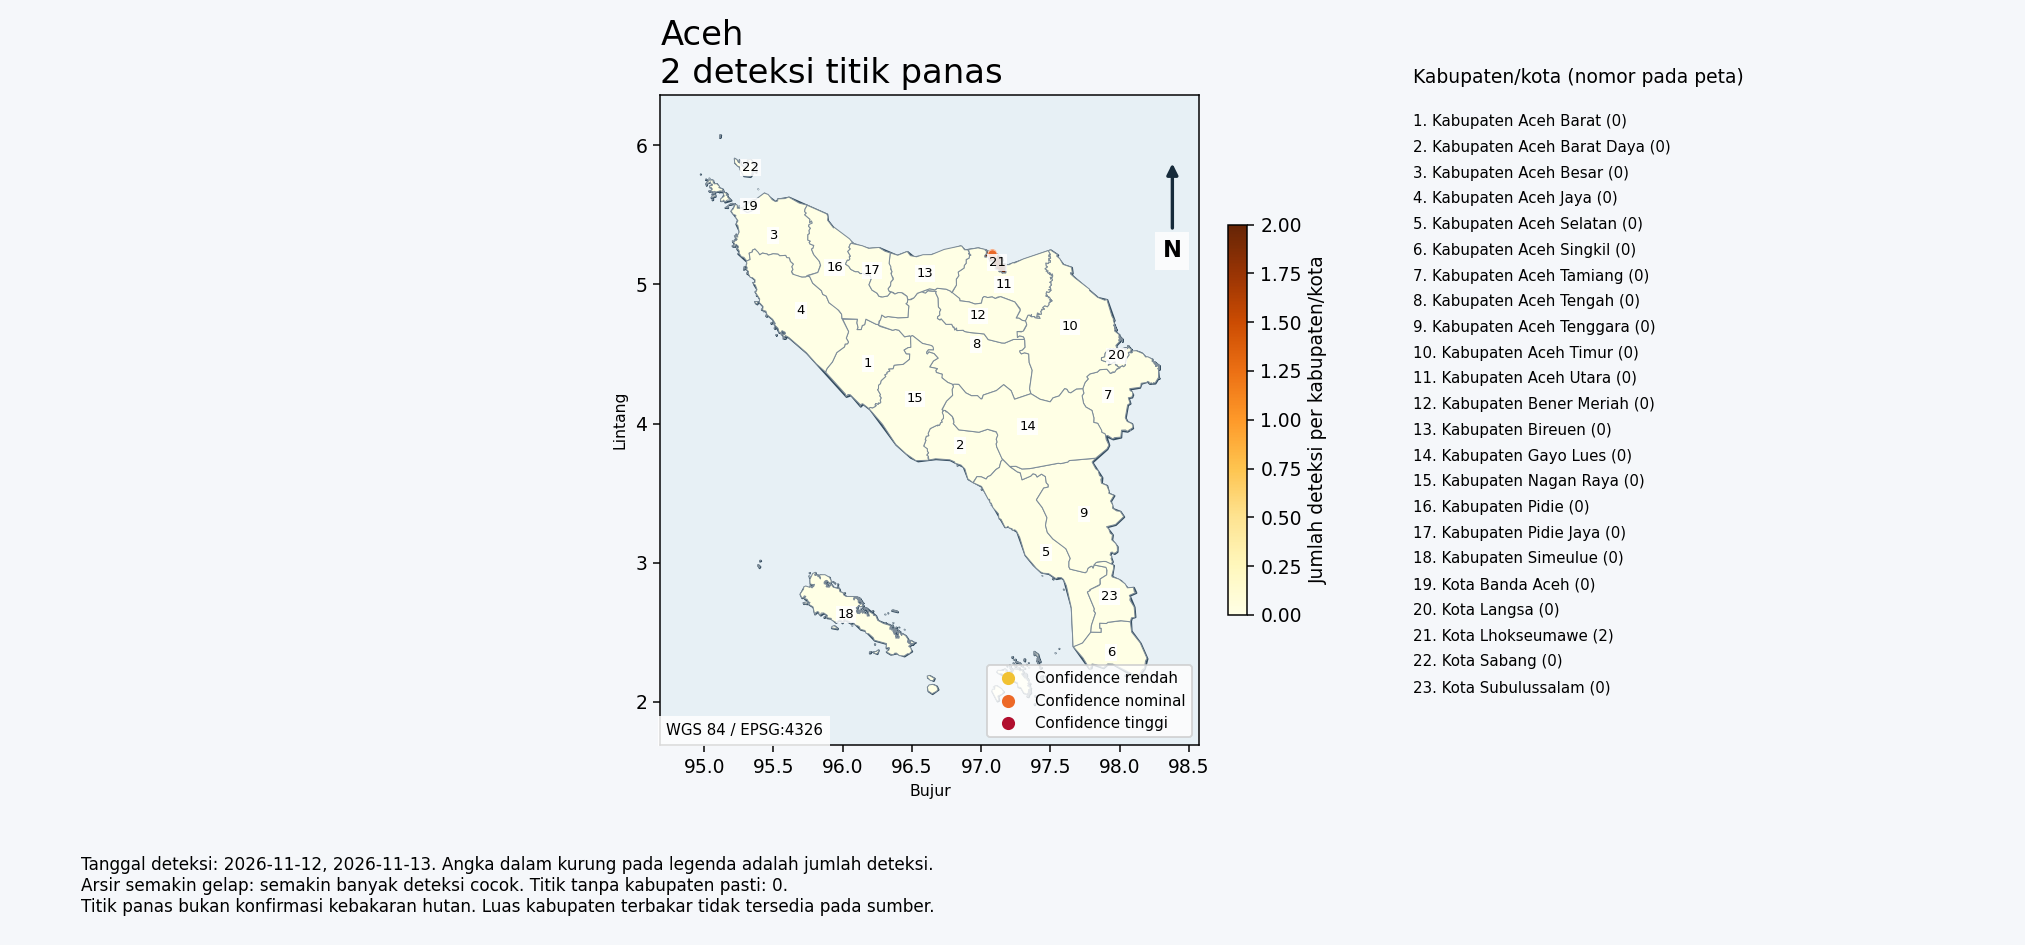 Aceh
2 deteksi titik panas
Kabupaten/kota (nomor pada peta)
1. Kabupaten Aceh Barat (0)
2. Kabupaten Aceh Barat Daya (0)
3. Kabupaten Aceh Besar (0)
4. Kabupaten Aceh Jaya (0)
5. Kabupaten Aceh Selatan (0)
6. Kabupaten Aceh Singkil (0)
7. Kabupaten Aceh Tamiang (0)
8. Kabupaten Aceh Tengah (0)
9. Kabupaten Aceh Tenggara (0)
10. Kabupaten Aceh Timur (0)
11. Kabupaten Aceh Utara (0)
12. Kabupaten Bener Meriah (0)
13. Kabupaten Bireuen (0)
14. Kabupaten Gayo Lues (0)
15. Kabupaten Nagan Raya (0)
16. Kabupaten Pidie (0)
17. Kabupaten Pidie Jaya (0)
18. Kabupaten Simeulue (0)
19. Kota Banda Aceh (0)
20. Kota Langsa (0)
21. Kota Lhokseumawe (2)
22. Kota Sabang (0)
23. Kota Subulussalam (0)
6
5
4
3
2
Lintang
22
19
3
16
17
13
21
11
4
12
10
8
20
1
15
7
14
2
9
5
23
18
6
N
2.00
1.75
1.50
1.25
1.00
0.75
0.50
0.25
0.00
Jumlah deteksi per kabupaten/kota
Confidence rendah
Confidence nominal
Confidence tinggi
WGS 84 / EPSG:4326
95.0 95.5 96.0 96.5 97.0 97.5 98.0 98.5
Bujur
Tanggal deteksi: 2026-11-12, 2026-11-13. Angka dalam kurung pada legenda adalah jumlah deteksi.
Arsir semakin gelap: semakin banyak deteksi cocok. Titik tanpa kabupaten pasti: 0.
Titik panas bukan konfirmasi kebakaran hutan. Luas kabupaten terbakar tidak tersedia pada sumber.